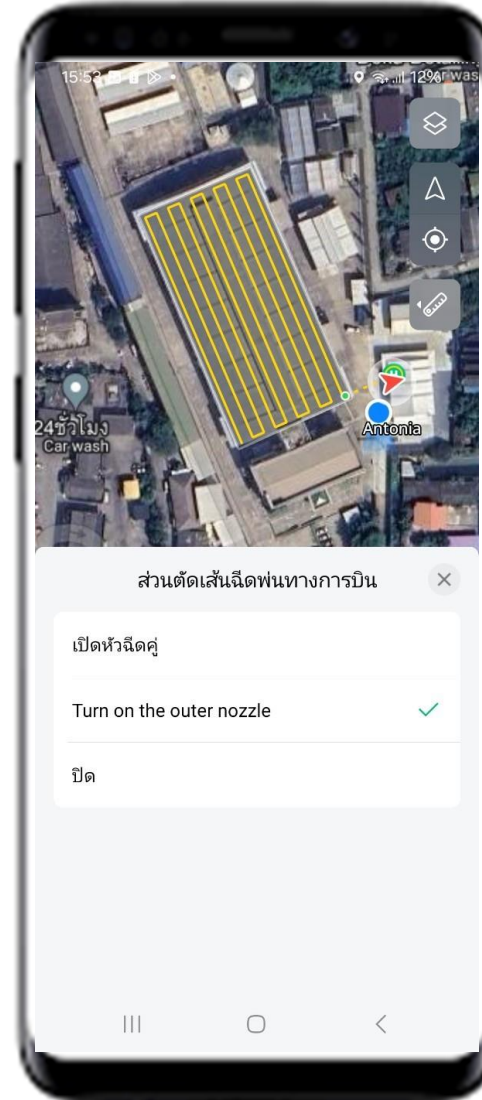 15:53
12%
24ชั่วโมง
Car wash
Antonia
ส่วนตัดเส้นฉีดพ่นทางการบิน
เปิดหัวฉีดคู่
Turn on the outer nozzle
ปิด